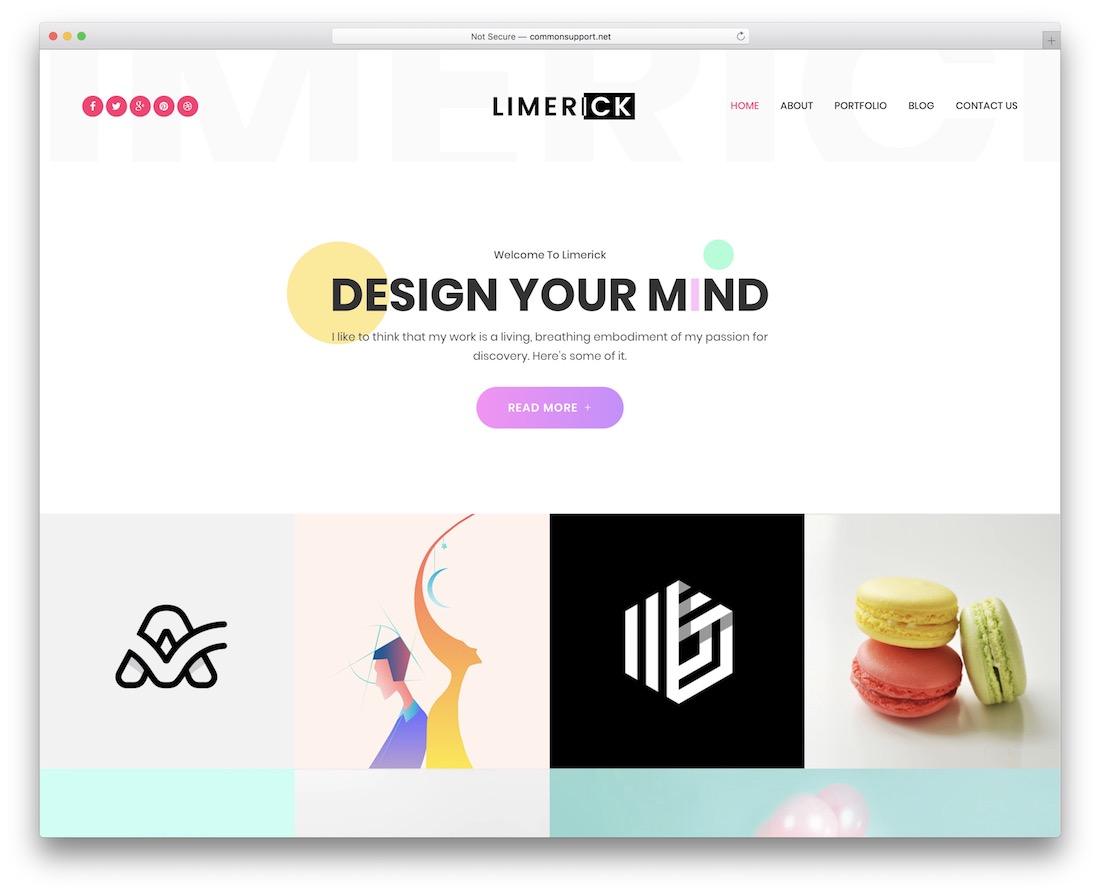 Not Secure — commonsupport.net
LIMERICK
LIMERICK
HOME
ABOUT
PORTFOLIO
BLOG
CONTACT US
Welcome To Limerick
DESIGN YOUR MIND
I like to think that my work is a living, breathing embodiment of my passion for
discovery. Here's some of it.
READ MORE +